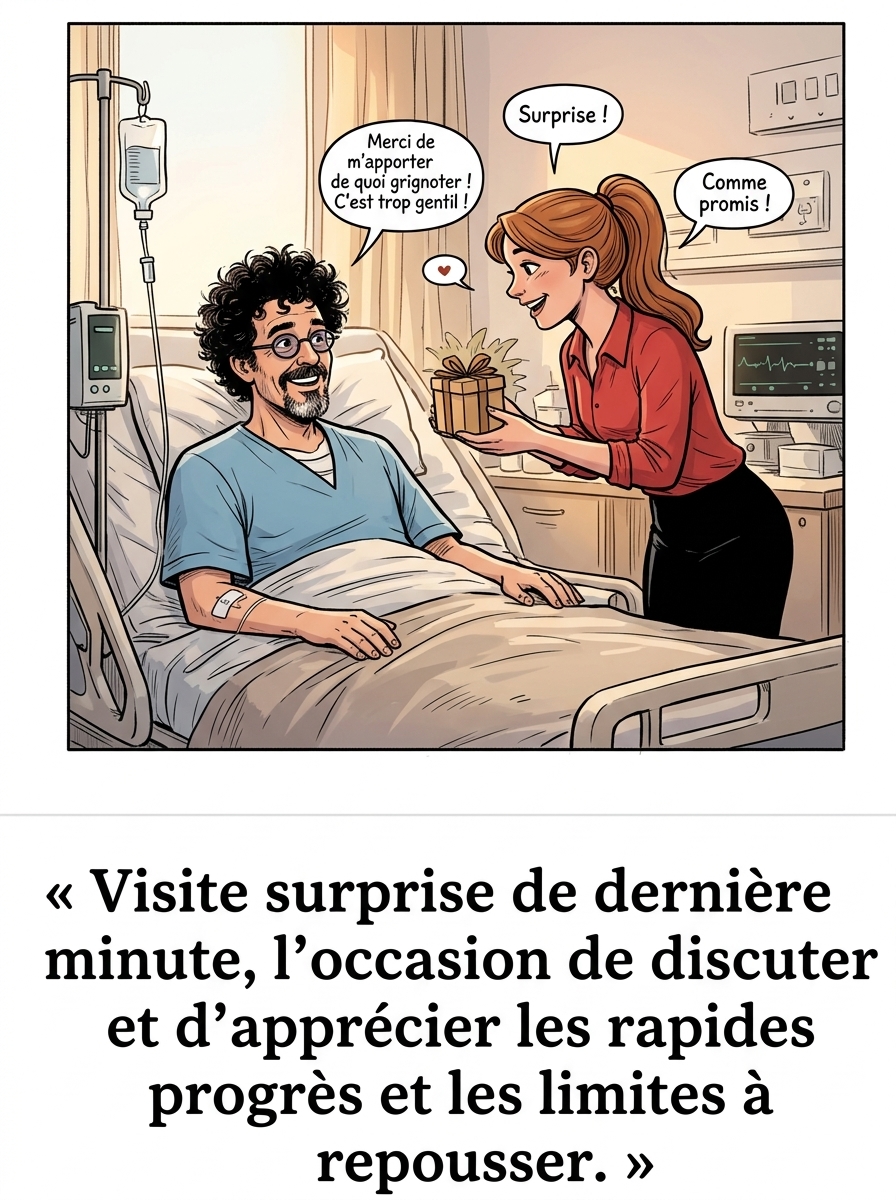 Surprise !
Merci de
m'apporter
de quoi grignoter !
C'est trop gentil !
Comme
promis !
« Visite surprise de dernière
minute, l’occasion de discuter
et d’apprécier les rapides
progrès et les limites à
repousser. »